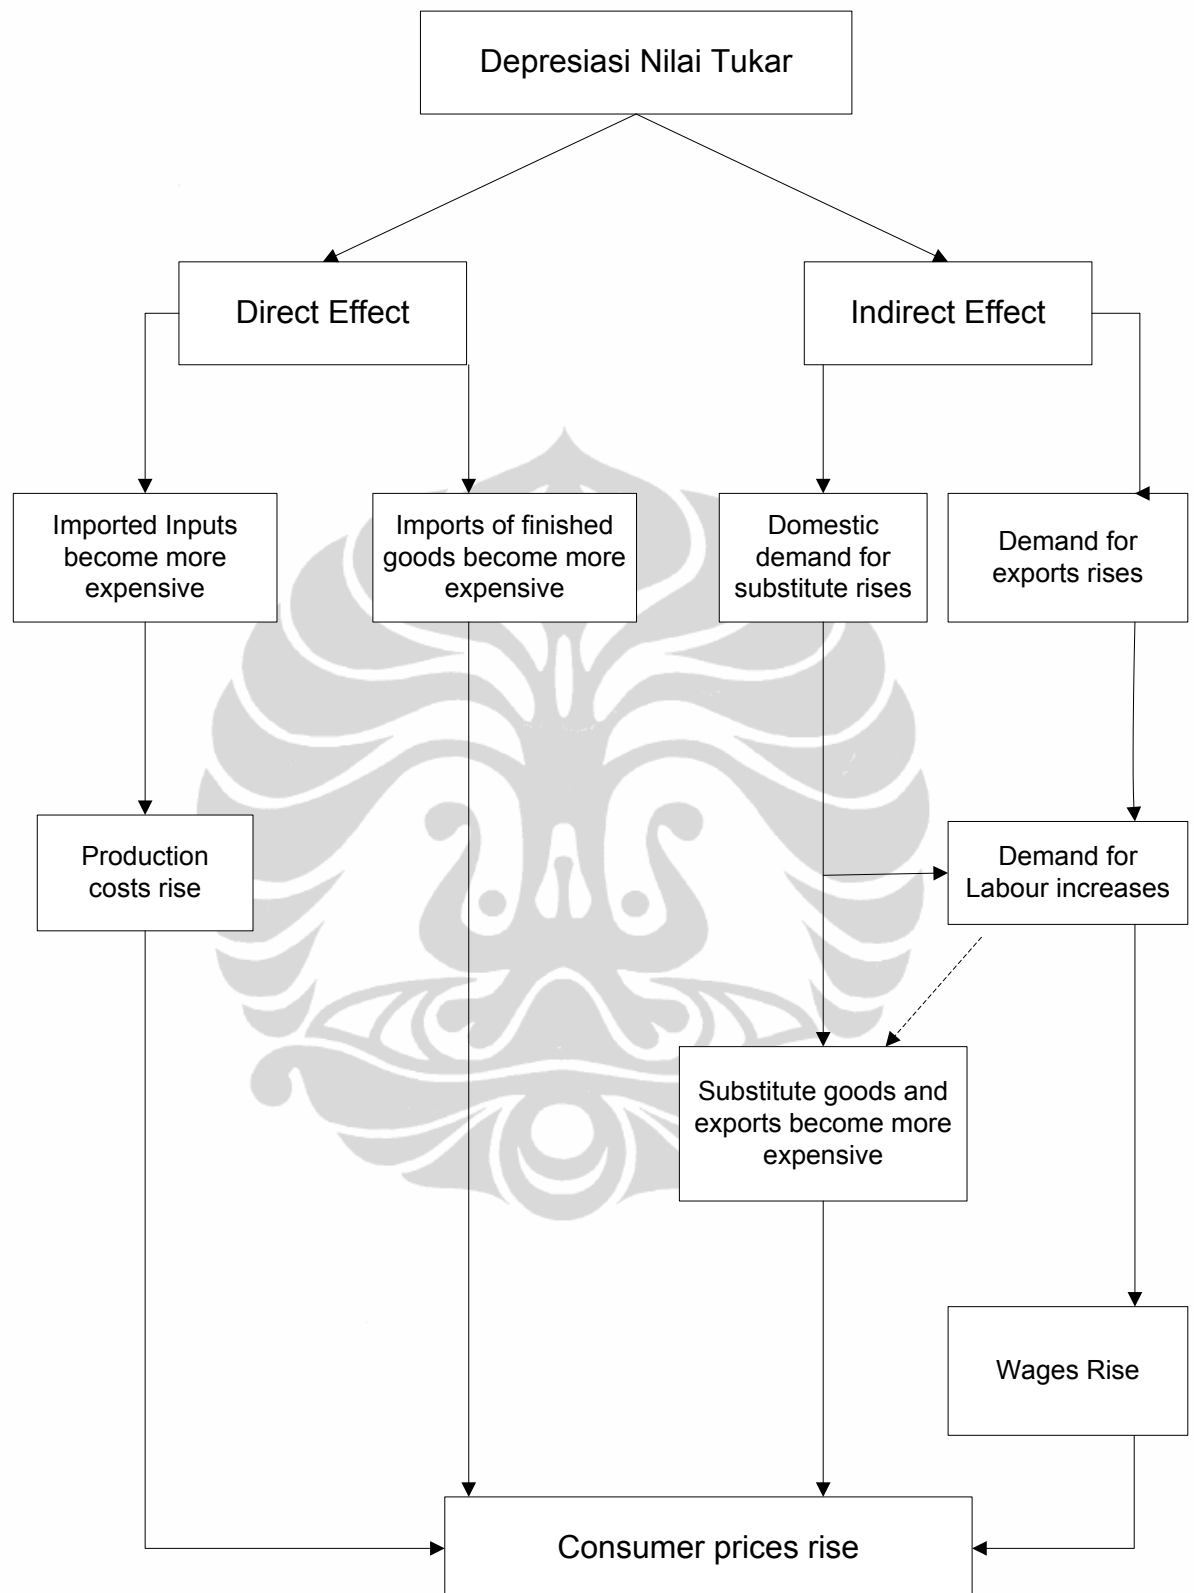 Depresiasi Nilai Tukar
Direct Effect
Indirect Effect
Imported Inputs
become more
expensive
Imports of finished
goods become more
expensive
Domestic
demand for
substitute rises
Demand for
exports rises
Production
costs rise
Demand for
Labour increases
Substitute goods and
exports become more
expensive
Wages Rise
Consumer prices rise